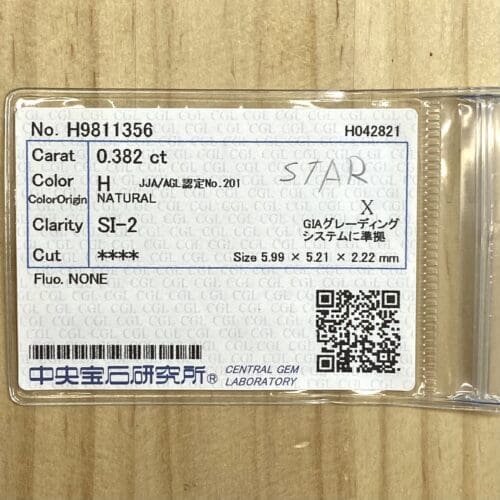 No. H9811356 H042821
Carat 0.382 ct
Color H JJA/AGL認定No.201 STAR
ColorOrigin NATURAL X
Clarity SI-2 GIAグレーディング
システムに準拠
Cut **** Size 5.99 × 5.21 × 2.22 mm
Fluo. NONE
中央宝石研究所® CENTRAL GEM
LABORATORY